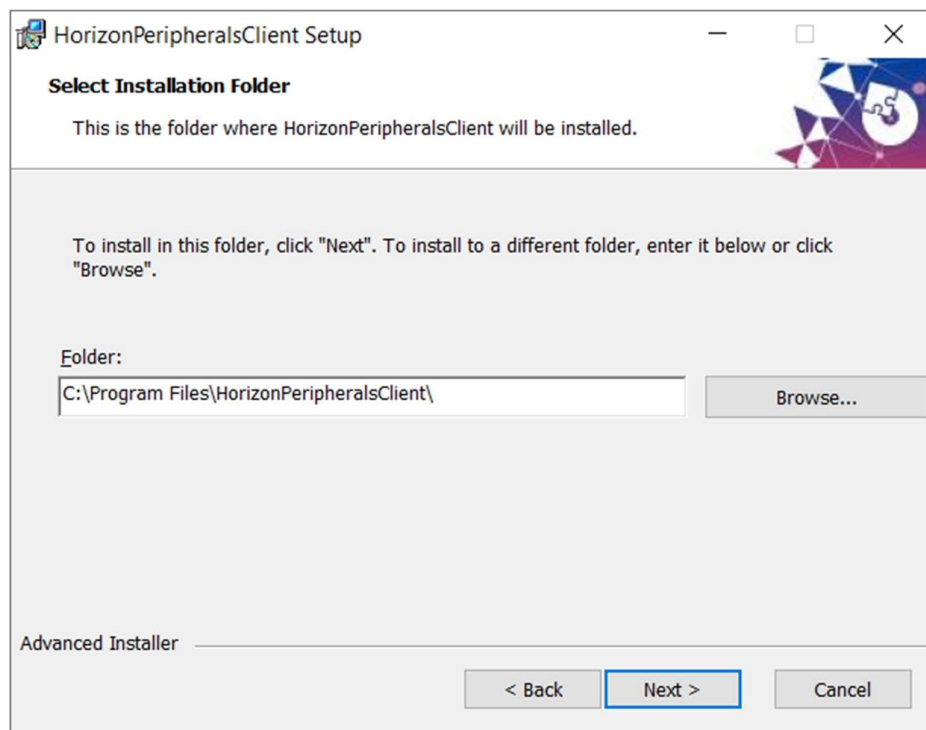 HorizonPeripheralsClient Setup
Select Installation Folder
This is the folder where HorizonPeripheralsClient will be installed.
To install in this folder, click "Next". To install to a different folder, enter it below or click
"Browse".
Folder:
C:\Program Files\HorizonPeripheralsClient\
Browse...
Advanced Installer
< Back
Next >
Cancel